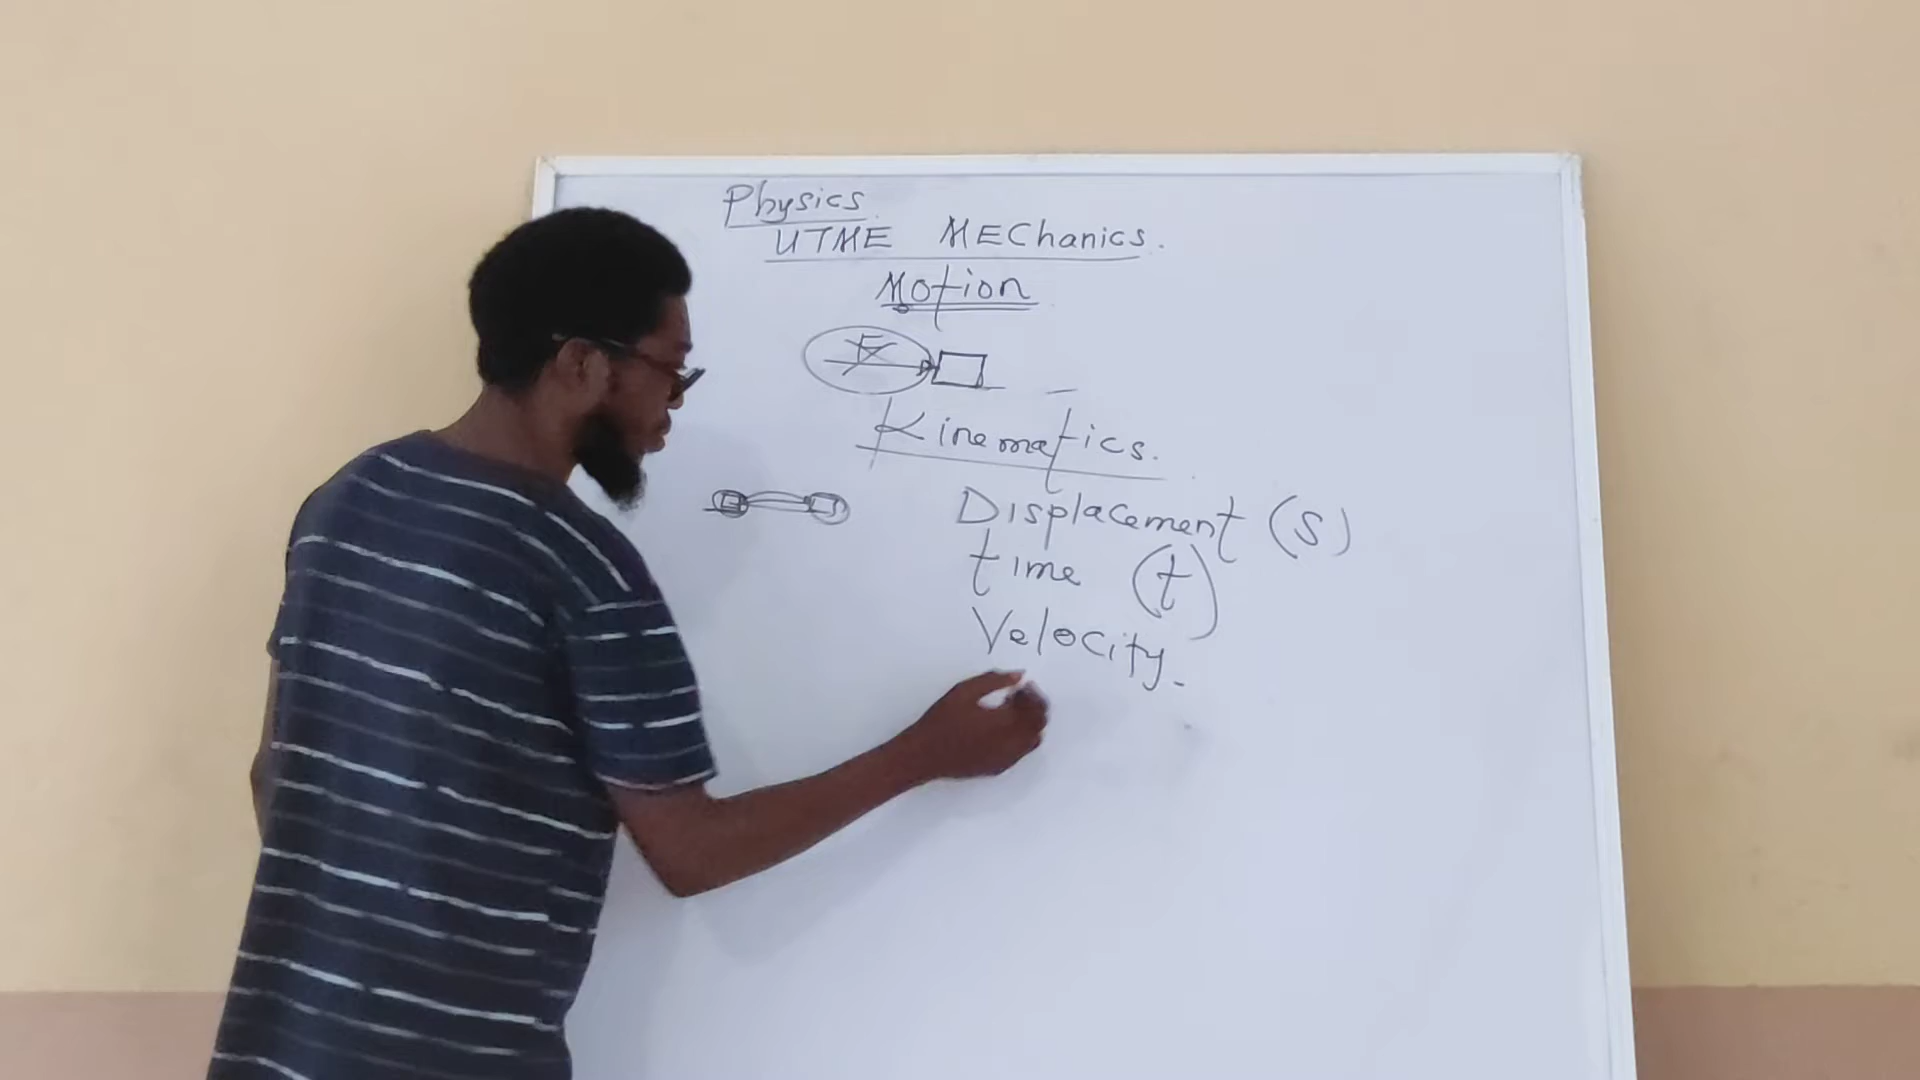 Physics
UTME MEChanics.
Motion
F
Kinematics.
Displacement (s)
time (t)
Velocity.